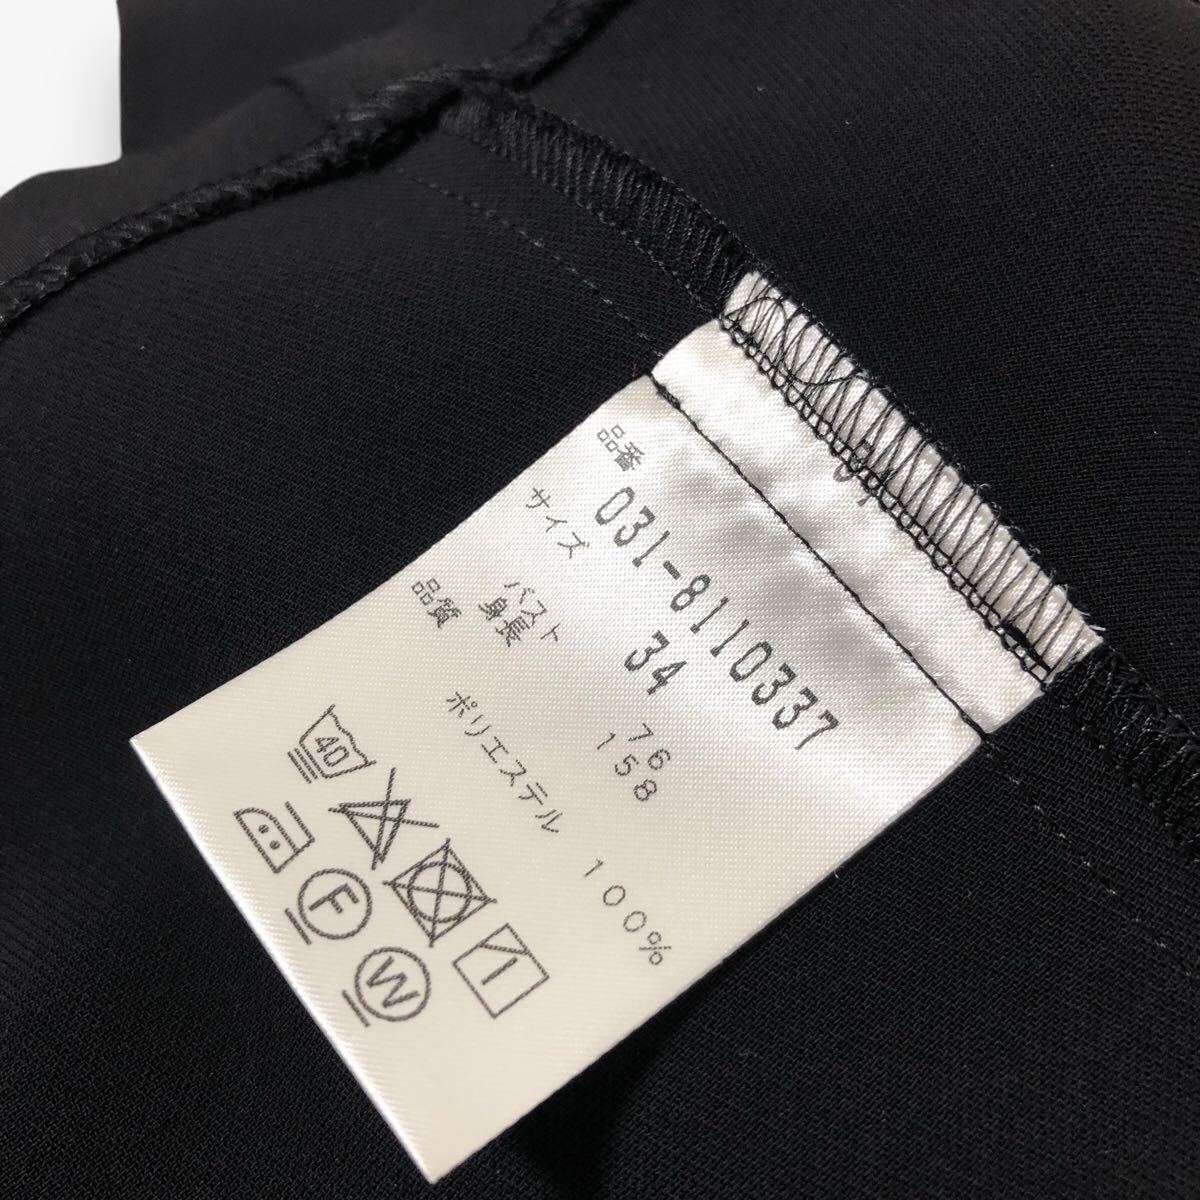 品番
031-8110337
サイズ 34
バスト 76
身長 158
品質
ポリエステル 100%
40
F
W